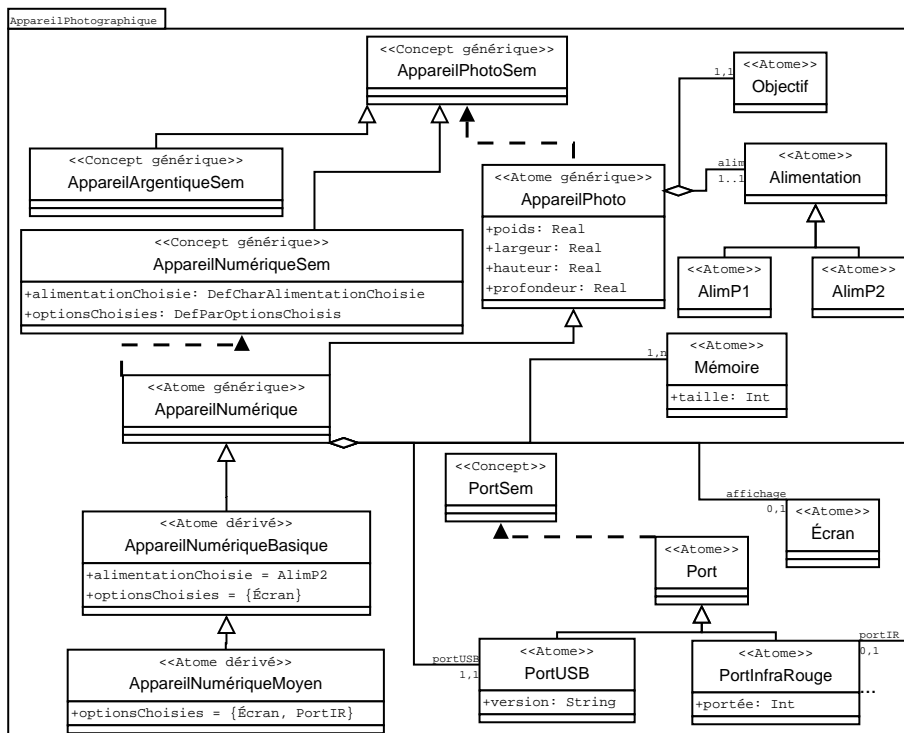 AppareilPhotographique
<<Concept générique>>
AppareilPhotoSem
<<Atome>>
Objectif
1,1
<<Concept générique>>
AppareilArgentiqueSem
<<Atome générique>>
AppareilPhoto
+poids: Real
+largeur: Real
+hauteur: Real
+profondeur: Real
alim
1..1
<<Atome>>
Alimentation
<<Concept générique>>
AppareilNumériqueSem
+alimentationChoisie: DefCharAlimentationChoisie
+optionsChoisies: DefParOptionsChoisis
<<Atome>>
AlimP1
<<Atome>>
AlimP2
1,n
<<Atome>>
Mémoire
+taille: Int
<<Atome générique>>
AppareilNumérique
<<Concept>>
PortSem
affichage
0,1
<<Atome>>
Écran
<<Atome dérivé>>
AppareilNumériqueBasique
+alimentationChoisie = AlimP2
+optionsChoisies = {Écran}
<<Atome>>
Port
<<Atome dérivé>>
AppareilNumériqueMoyen
+optionsChoisies = {Écran, PortIR}
portUSB
1,1
<<Atome>>
PortUSB
+version: String
<<Atome>>
PortInfraRouge
+portée: Int
portIR
0,1
...